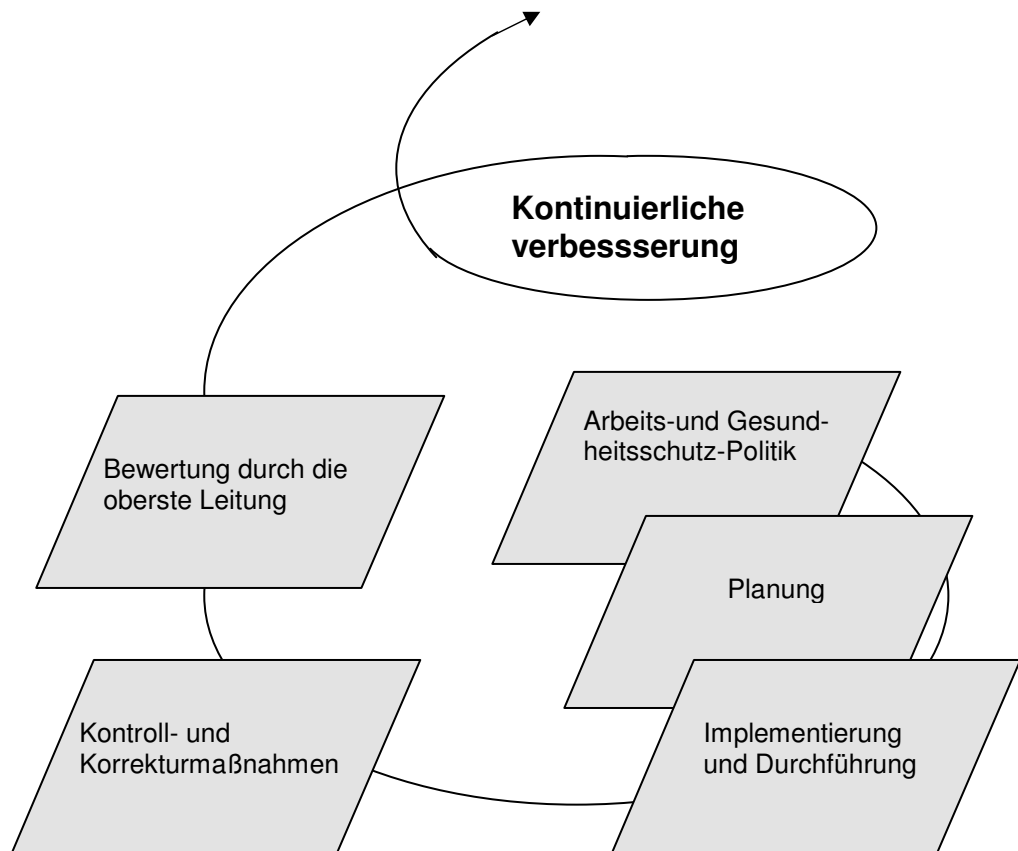 Kontinuierliche
verbessserung
Arbeits-und Gesund-
heitsschutz-Politik
Bewertung durch die
oberste Leitung
Planung
Kontroll- und
Korrekturmaßnahmen
Implementierung
und Durchführung